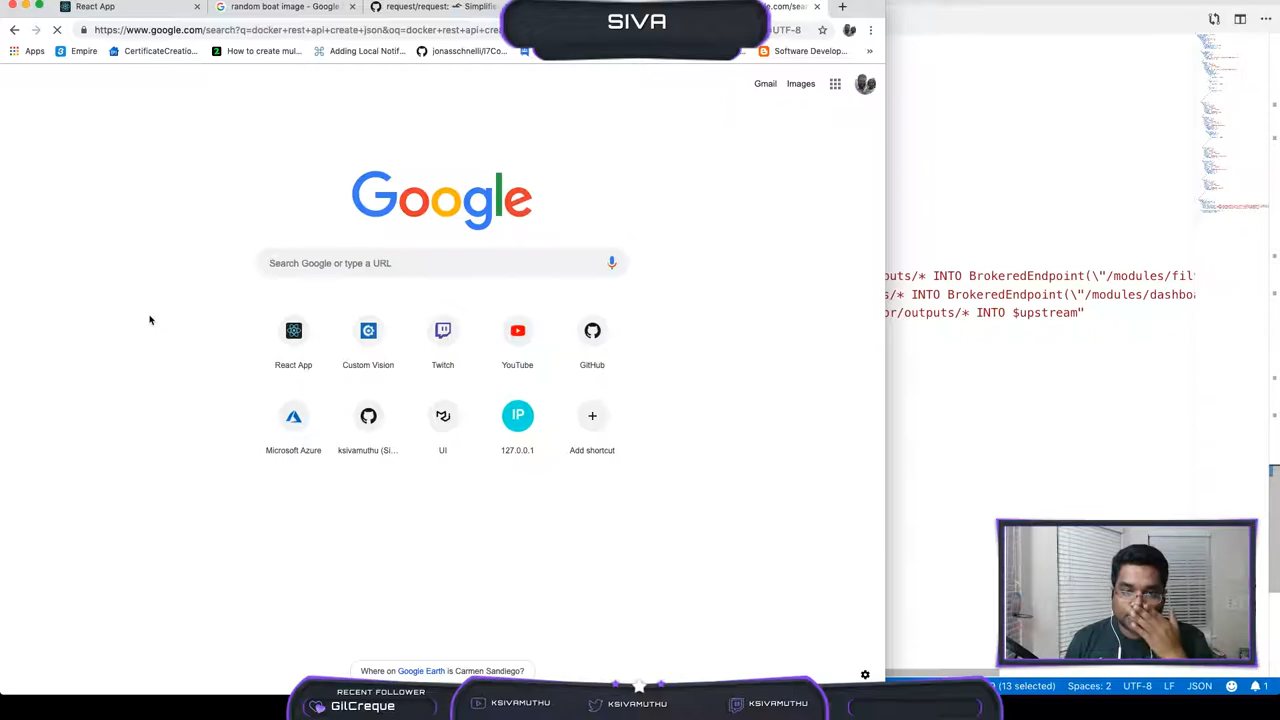 React App
random boat image - Google
request/request: Simplifie
SIVA
https://www.google.com/search?q=docker+rest+api+create+json&oq=docker+rest+api+cre
UTF-8
Apps
Empire
CertificateCreatio...
How to create mul...
Adding Local Notif...
jonasschnelli/I7Co...
Software Develop...
»
Gmail
Images
Google
Search Google or type a URL
React App
Custom Vision
Twitch
YouTube
GitHub
IP
Microsoft Azure
ksivamuthu (Si...
UI
127.0.0.1
Add shortcut
puts/* INTO BrokeredEndpoint(\"/modules/fil
s/* INTO BrokeredEndpoint(\"/modules/dashboa
or/outputs/* INTO $upstream"
Where on Google Earth is Carmen Sandiego?
(13 selected)
Spaces: 2
UTF-8
LF
JSON
1
RECENT FOLLOWER
GilCreque
KSIVAMUTHU
KSIVAMUTHU
KSIVAMUTHU